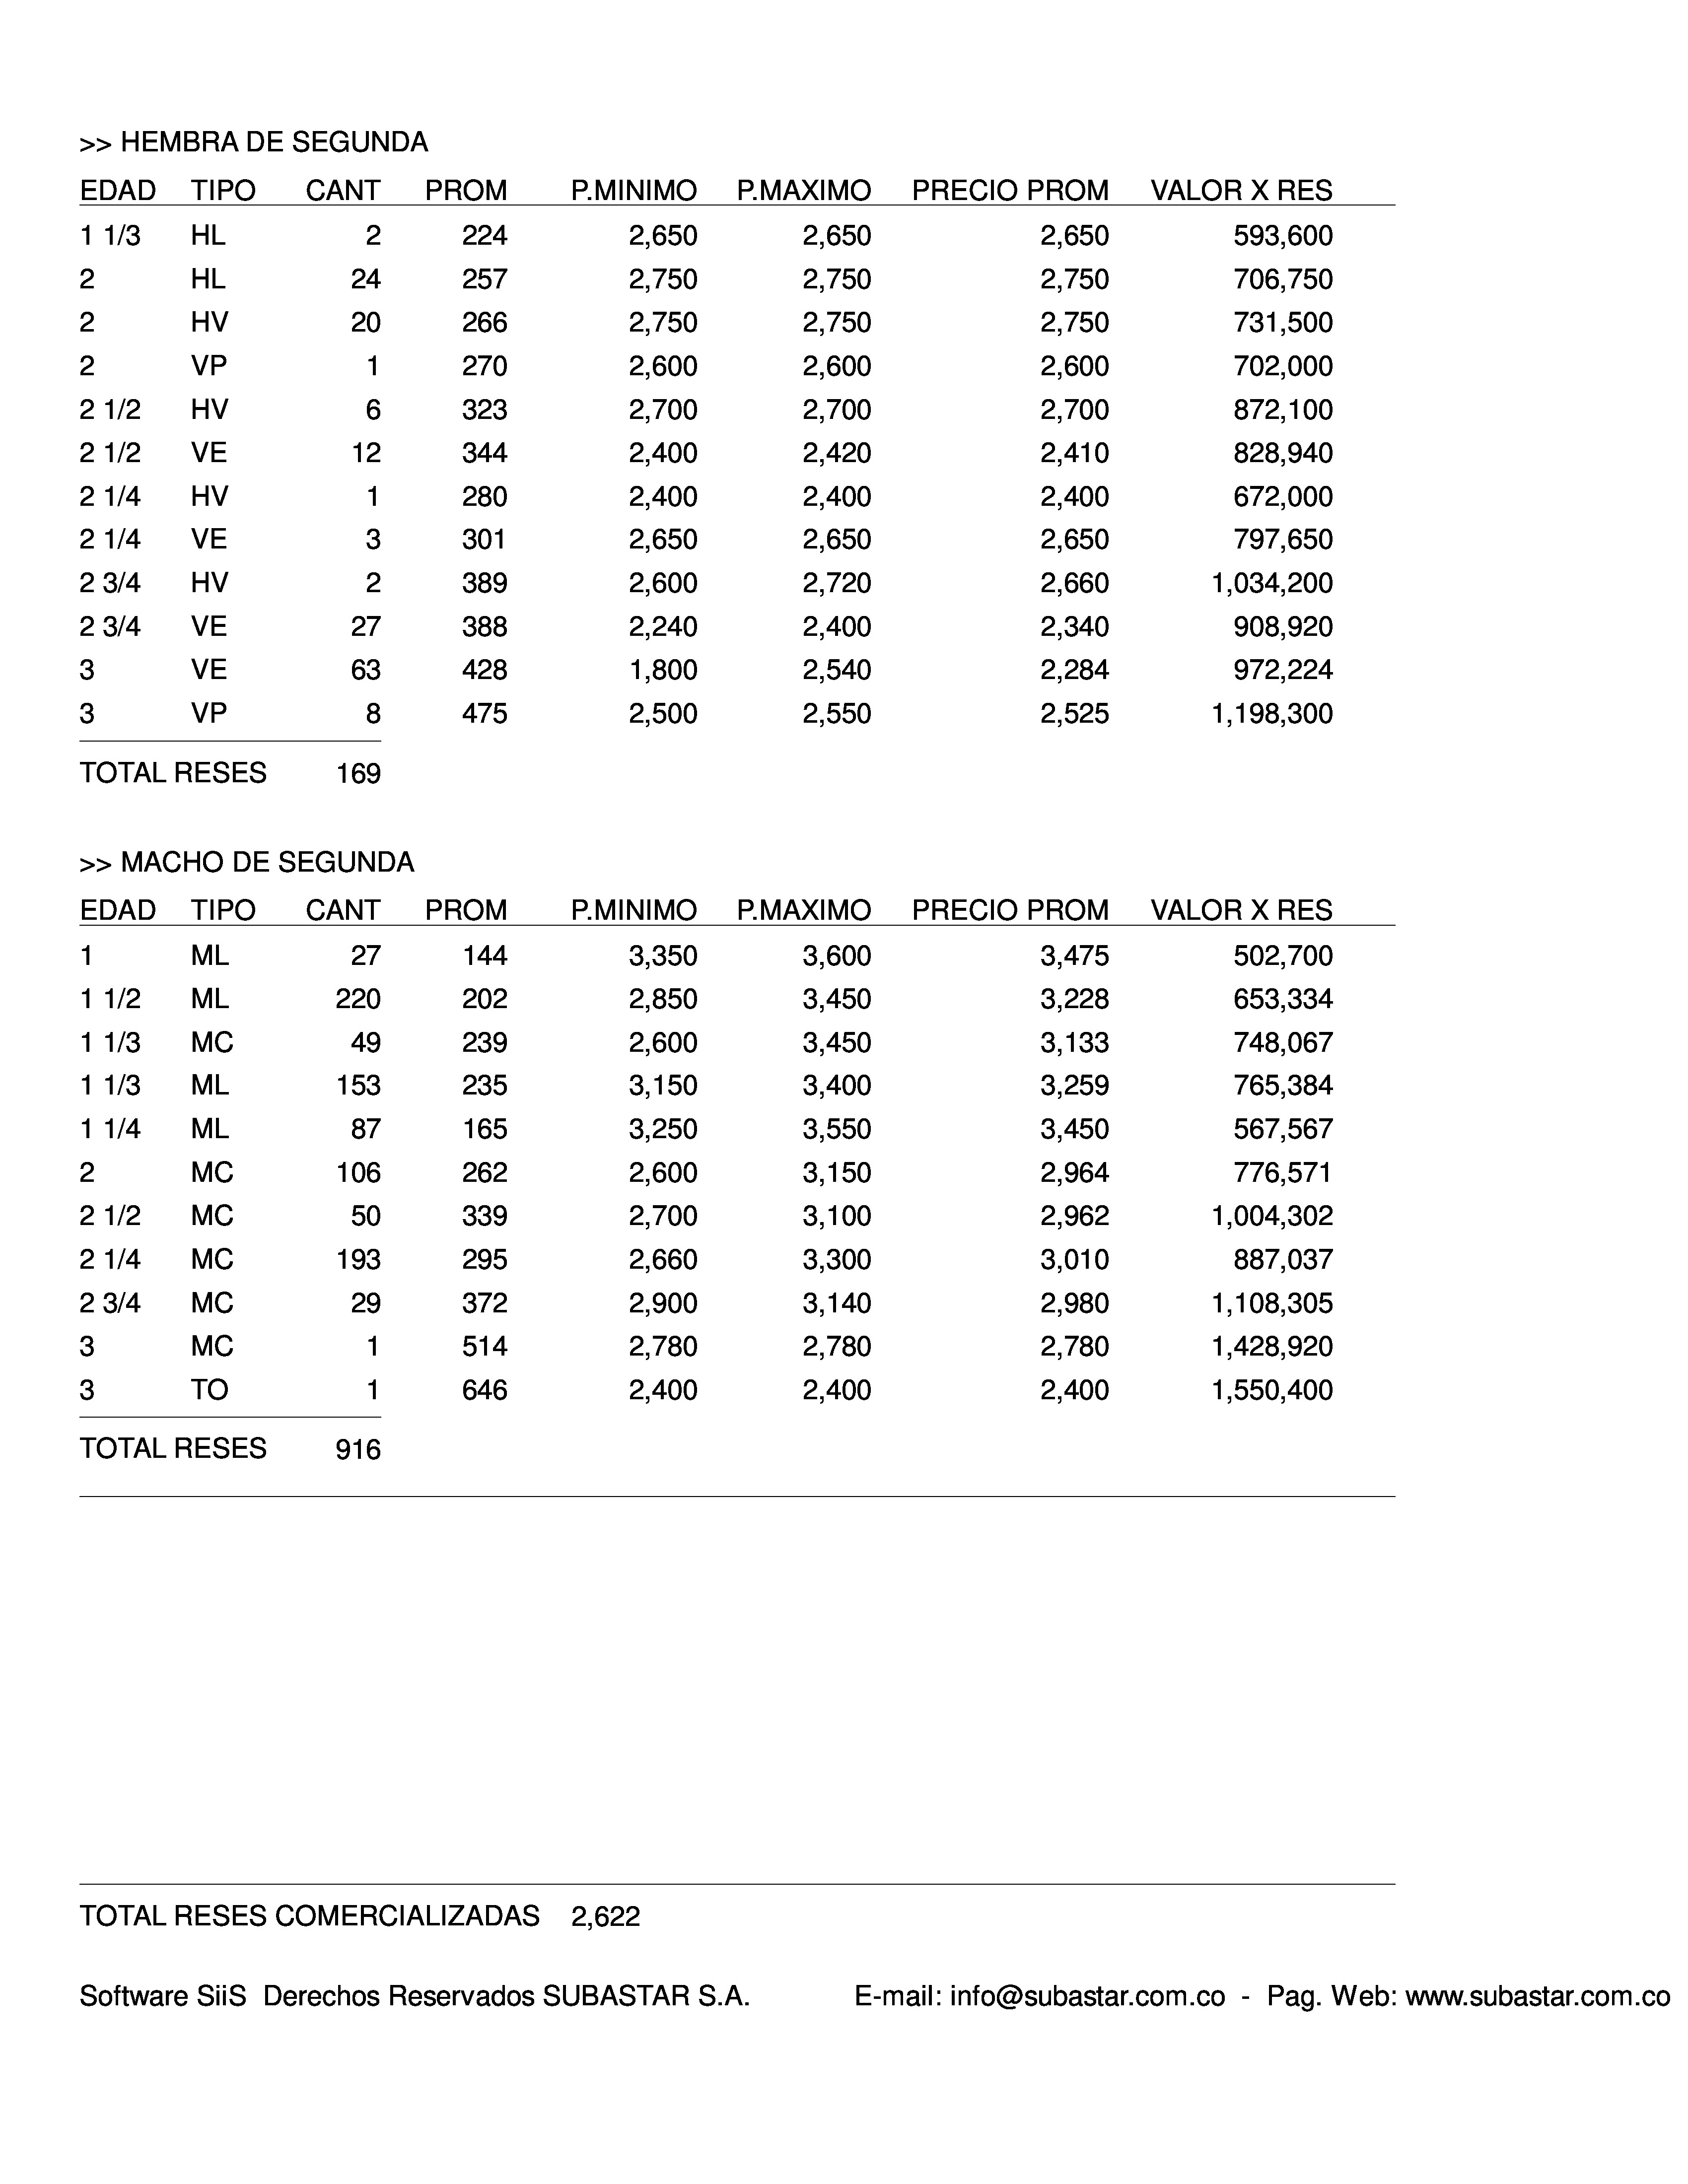 >> HEMBRA DE SEGUNDA
EDAD TIPO CANT PROM P.MINIMO P.MAXIMO PRECIO PROM VALOR X RES
1 1/3 HL 2 224 2,650 2,650 2,650 593,600
2 HL 24 257 2,750 2,750 2,750 706,750
2 HV 20 266 2,750 2,750 2,750 731,500
2 VP 1 270 2,600 2,600 2,600 702,000
2 1/2 HV 6 323 2,700 2,700 2,700 872,100
2 1/2 VE 12 344 2,400 2,420 2,410 828,940
2 1/4 HV 1 280 2,400 2,400 2,400 672,000
2 1/4 VE 3 301 2,650 2,650 2,650 797,650
2 3/4 HV 2 389 2,600 2,720 2,660 1,034,200
2 3/4 VE 27 388 2,240 2,400 2,340 908,920
3 VE 63 428 1,800 2,540 2,284 972,224
3 VP 8 475 2,500 2,550 2,525 1,198,300
TOTAL RESES 169
>> MACHO DE SEGUNDA
EDAD TIPO CANT PROM P.MINIMO P.MAXIMO PRECIO PROM VALOR X RES
1 ML 27 144 3,350 3,600 3,475 502,700
1 1/2 ML 220 202 2,850 3,450 3,228 653,334
1 1/3 MC 49 239 2,600 3,450 3,133 748,067
1 1/3 ML 153 235 3,150 3,400 3,259 765,384
1 1/4 ML 87 165 3,250 3,550 3,450 567,567
2 MC 106 262 2,600 3,150 2,964 776,571
2 1/2 MC 50 339 2,700 3,100 2,962 1,004,302
2 1/4 MC 193 295 2,660 3,300 3,010 887,037
2 3/4 MC 29 372 2,900 3,140 2,980 1,108,305
3 MC 1 514 2,780 2,780 2,780 1,428,920
3 TO 1 646 2,400 2,400 2,400 1,550,400
TOTAL RESES 916
TOTAL RESES COMERCIALIZADAS 2,622
Software SiiS Derechos Reservados SUBASTAR S.A. E-mail: info@subastar.com.co - Pag. Web: www.subastar.com.co